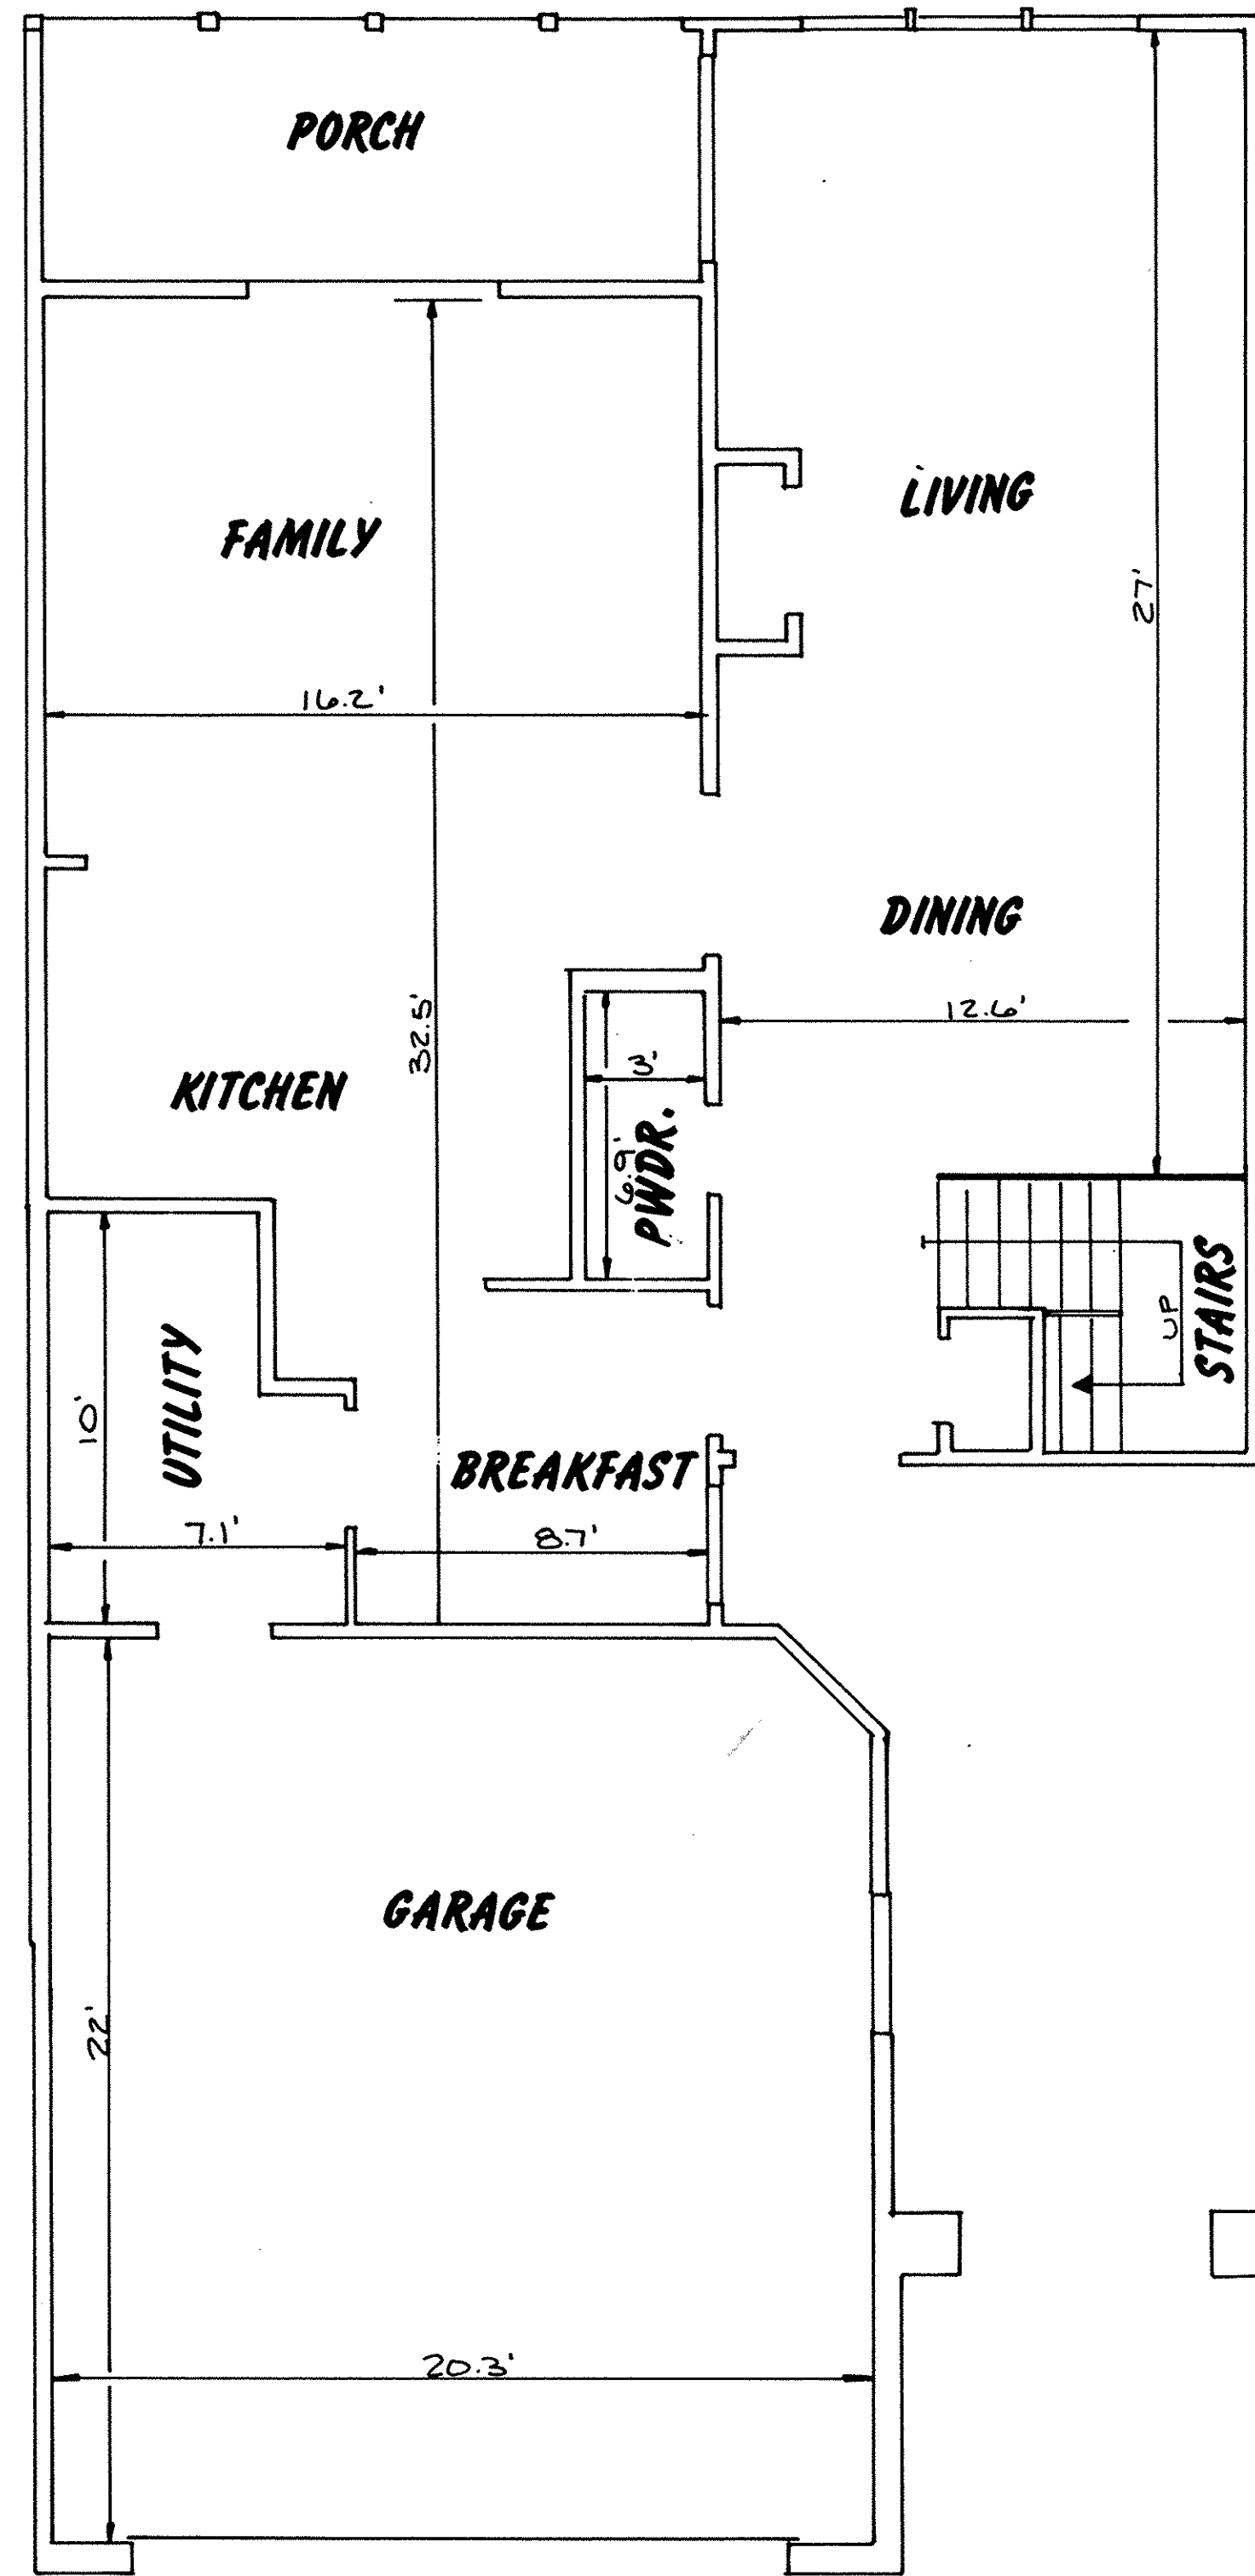 PORCH
LIVING
FAMILY
27'
16.2'
DINING
32.5'
12.6'
3'
KITCHEN
6.9'
PWDR.
STAIRS
UP
UTILITY
10'
BREAKFAST
7.1'
8.7'
GARAGE
22'
20.3'